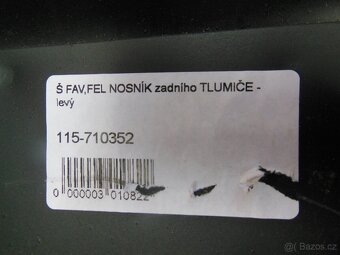 Š FAV,FEL NOSNÍK zadního TLUMIČE -
levý
115-710352
0 000003 010822
Bazos.cz